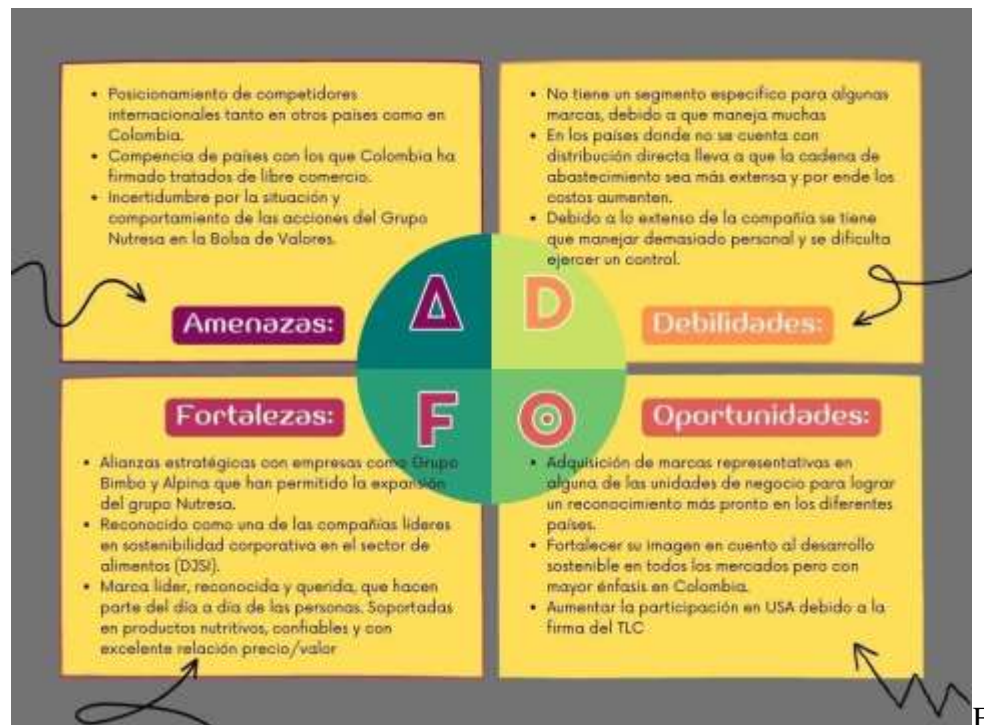 • Posicionamiento de competidores
internacionales tanto en otros países como en
Colombia.
• Compencia de países con los que Colombia ha
firmado tratados de libre comercio.
• Incertidumbre por la situación y
comportamiento de las acciones del Grupo
Nutresa en la Bolsa de Valores.
Amenazas:
• No tiene un segmento especifico para algunas
marcas, debido a que maneja muchas
• En los países donde no se cuenta con
distribución directa lleva a que la cadena de
abastecimiento sea más extensa y por ende los
costos aumenten.
• Debido a lo extenso de la compañía se tiene
que manejar demasiado personal y se dificulta
ejercer un control.
Debilidades:
A
D
F
O
Fortalezas:
• Alianzas estratégicas con empresas como Grupo
Bimbo y Alpina que han permitido la expansión
del grupo Nutresa.
• Reconocido como una de las compañías lideres
en sostenibilidad corporativa en el sector de
alimentos (DJSI).
• Marca lider, reconocida y querida, que hacen
parte del día a día de las personas. Soportadas
en productos nutritivos, confiables y con
excelente relación precio/valor
Oportunidades:
• Adquisición de marcas representativas en
alguna de las unidades de negocio para lograr
un reconocimiento más pronto en los diferentes
países.
• Fortalecer su imagen en cuento al desarrollo
sostenible en todos los mercados pero con
mayor énfasis en Colombia.
• Aumentar la participación en USA debido a la
firma del TLC